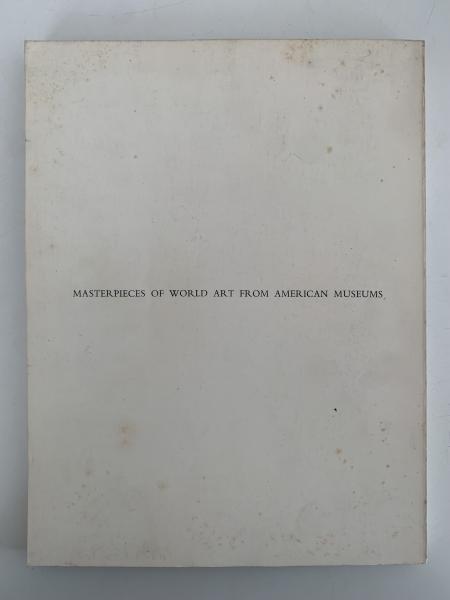 MASTERPIECES OF WORLD ART FROM AMERICAN MUSEUMS